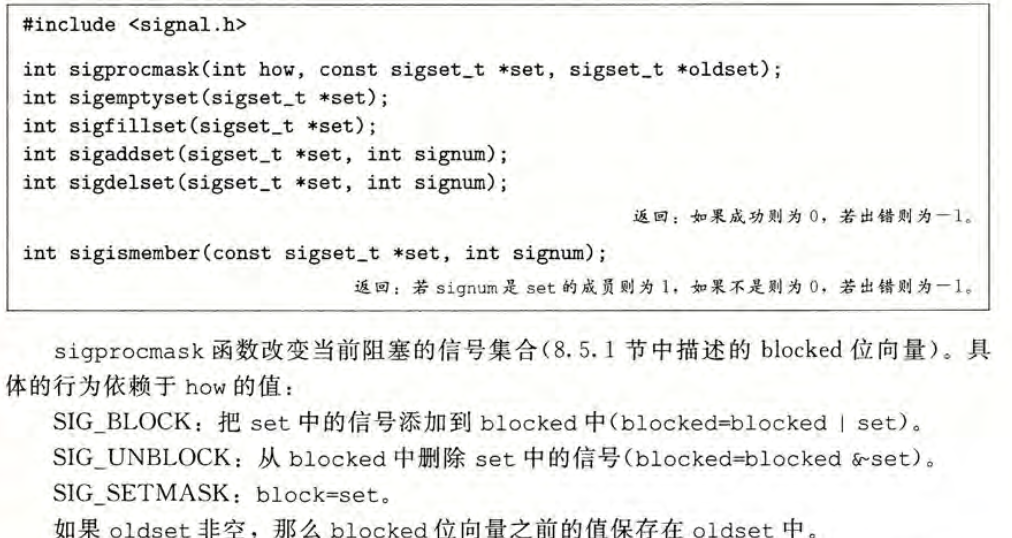 #include <signal.h>
int sigprocmask(int how, const sigset_t *set, sigset_t *oldset);
int sigemptyset(sigset_t *set);
int sigfillset(sigset_t *set);
int sigaddset(sigset_t *set, int signum);
int sigdelset(sigset_t *set, int signum);
返回：如果成功则为 0，若出错则为－1。
int sigismember(const sigset_t *set, int signum);
返回：若 signum 是 set 的成员则为 1，如果不是则为 0，若出错则为－1。
sigprocmask 函数改变当前阻塞的信号集合(8.5.1 节中描述的 blocked 位向量)。具
体的行为依赖于 how 的值：
SIG_BLOCK：把 set 中的信号添加到 blocked 中(blocked=blocked | set)。
SIG_UNBLOCK：从 blocked 中删除 set 中的信号(blocked=blocked &~set)。
SIG_SETMASK：block=set。
如果 oldset 非空，那么 blocked 位向量之前的值保存在 oldset 中。